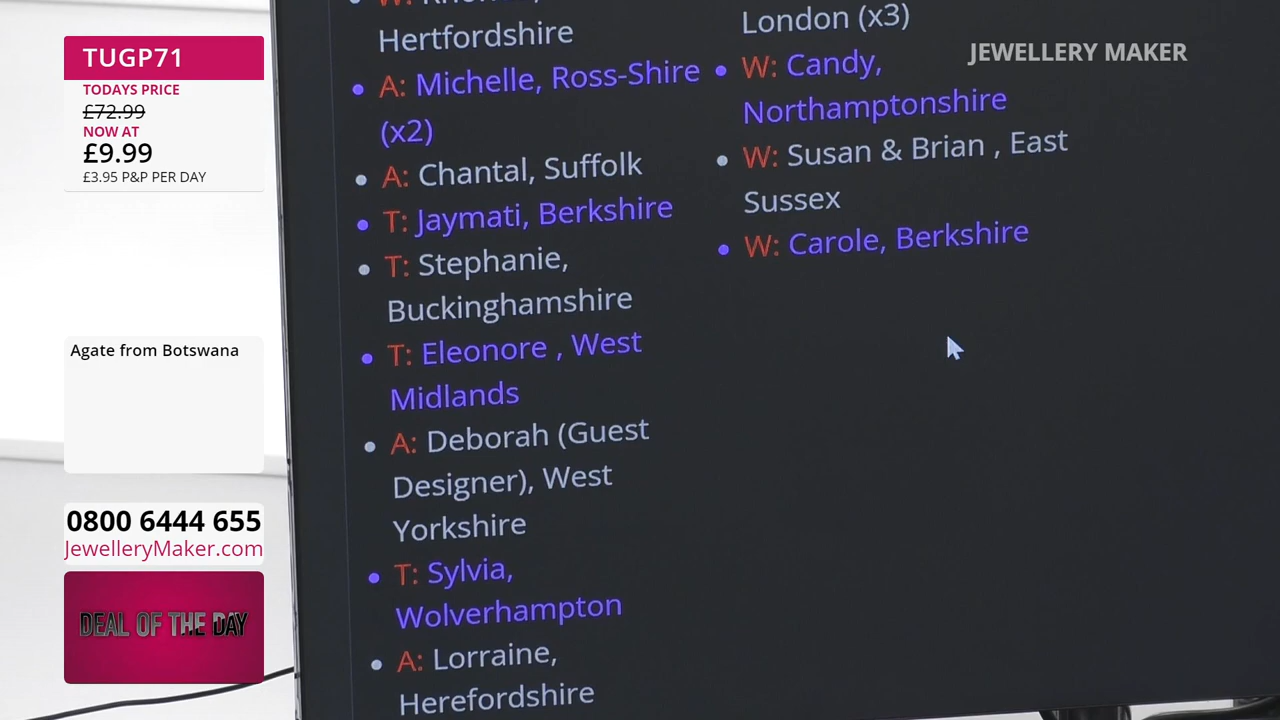 TUGP71
TODAYS PRICE
£72.99
NOW AT
£9.99
£3.95 P&P PER DAY
Agate from Botswana
0800 6444 655
JewelleryMaker.com
DEAL OF THE DAY
Hertfordshire
A: Michelle, Ross-Shire
(x2)
A: Chantal, Suffolk
T: Jaymati, Berkshire
T: Stephanie,
Buckinghamshire
T: Eleonore , West
Midlands
A: Deborah (Guest
Designer), West
Yorkshire
T: Sylvia,
Wolverhampton
A: Lorraine,
Herefordshire
London (x3)
W: Candy,
Northamptonshire
W: Susan & Brian , East
Sussex
W: Carole, Berkshire
JEWELLERY MAKER